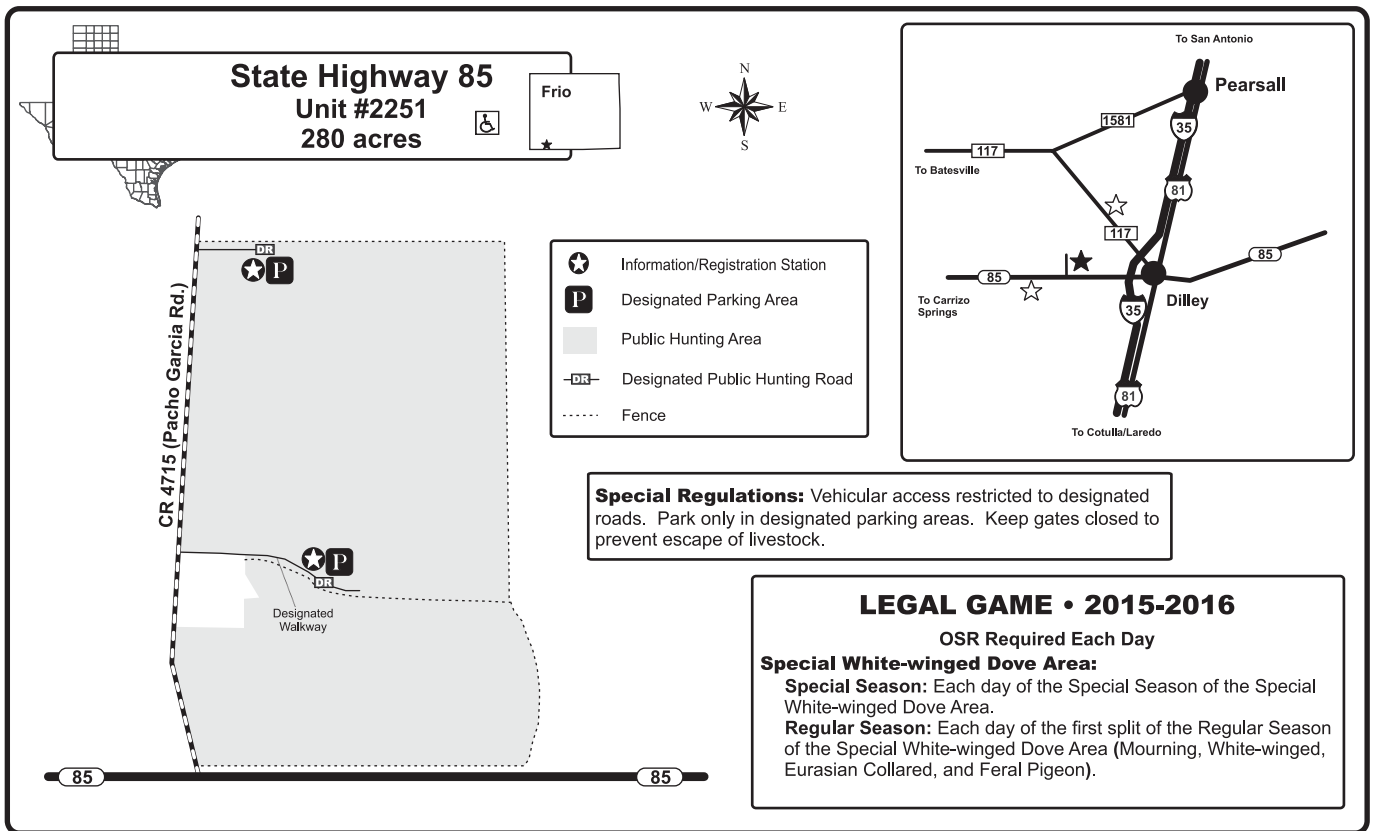 State Highway 85
Unit #2251
280 acres
Frio
N
W
E
S
To San Antonio
Pearsall
1581
35
117
To Batesville
81
117
85
85
To Carrizo
Springs
Dilley
35
81
To Cotulla/Laredo
DR
P
CR 4715 (Pacho Garcia Rd.)
P
DR
Designated
Walkway
85
85
Information/Registration Station
P
Designated Parking Area
Public Hunting Area
DR
Designated Public Hunting Road
Fence
Special Regulations: Vehicular access restricted to designated
roads. Park only in designated parking areas. Keep gates closed to
prevent escape of livestock.
LEGAL GAME • 2015-2016
OSR Required Each Day
Special White-winged Dove Area:
Special Season: Each day of the Special Season of the Special
White-winged Dove Area.
Regular Season: Each day of the first split of the Regular Season
of the Special White-winged Dove Area (Mourning, White-winged,
Eurasian Collared, and Feral Pigeon).